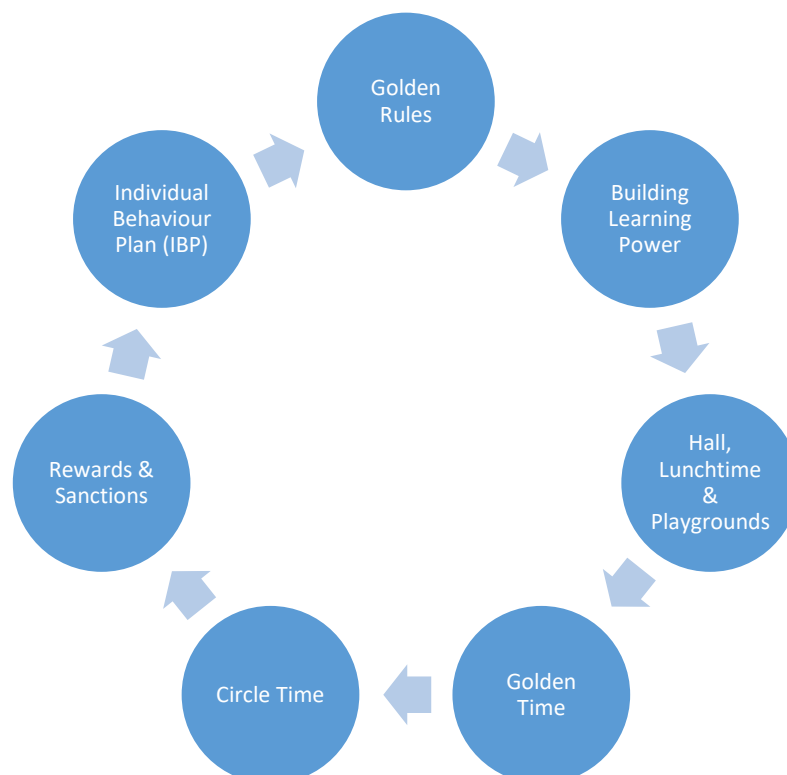 Golden
Rules
Building
Learning
Power
Hall,
Lunchtime
&
Playgrounds
Golden
Time
Circle Time
Rewards &
Sanctions
Individual
Behaviour
Plan (IBP)